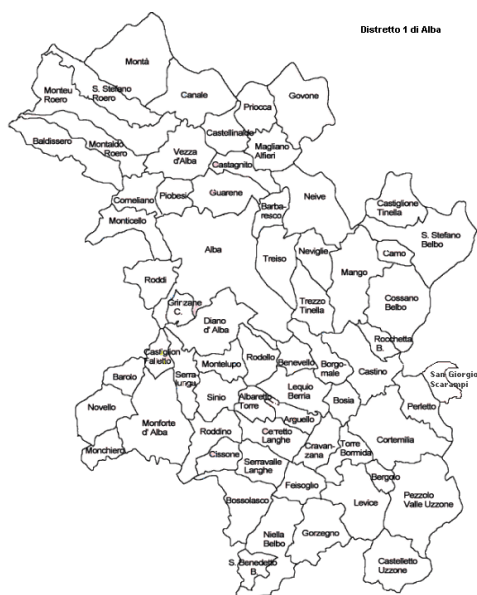 Distretto 1 di Alba
Montà
Monteu
Roero
S. Stefano
Roero
Canale
Priocca
Govone
Baldissero
Montaldo
Roero
Castellinaldo
Vezza
d'Alba
Magliano
Alfieri
Castagnito
Corneliano
Piobesi
Guarene
Barba-
resco
Neive
Castiglione
Tinella
Monticello
Alba
S. Stefano
Belbo
Treiso
Neviglie
Mango
Camo
Roddi
Trezzo
Tinella
Cossano
Belbo
Grinzane
C.
Diano
d' Alba
Rocchetta
B.
Castiglion
Falletto
Montelupo
Rodello
Benevello
Borgo-
male
Castino
San Giorgio
Scarampi
Barolo
Serra
lunga
Sinio
Albaretto
Torre
Lequio
Berria
Bosia
Perletto
Novello
Monforte
d' Alba
Roddino
Arguello
Cerretto
Langhe
Cravan-
zana
Torre
Bormida
Cortemilia
Monchiero
Cissone
Serravalle
Langhe
Bergolo
Bossolasco
Feisoglio
Levice
Pezzolo
Valle Uzzone
Niella
Belbo
Gorzegno
S. Benedetto
B.
Castelletto
Uzzone